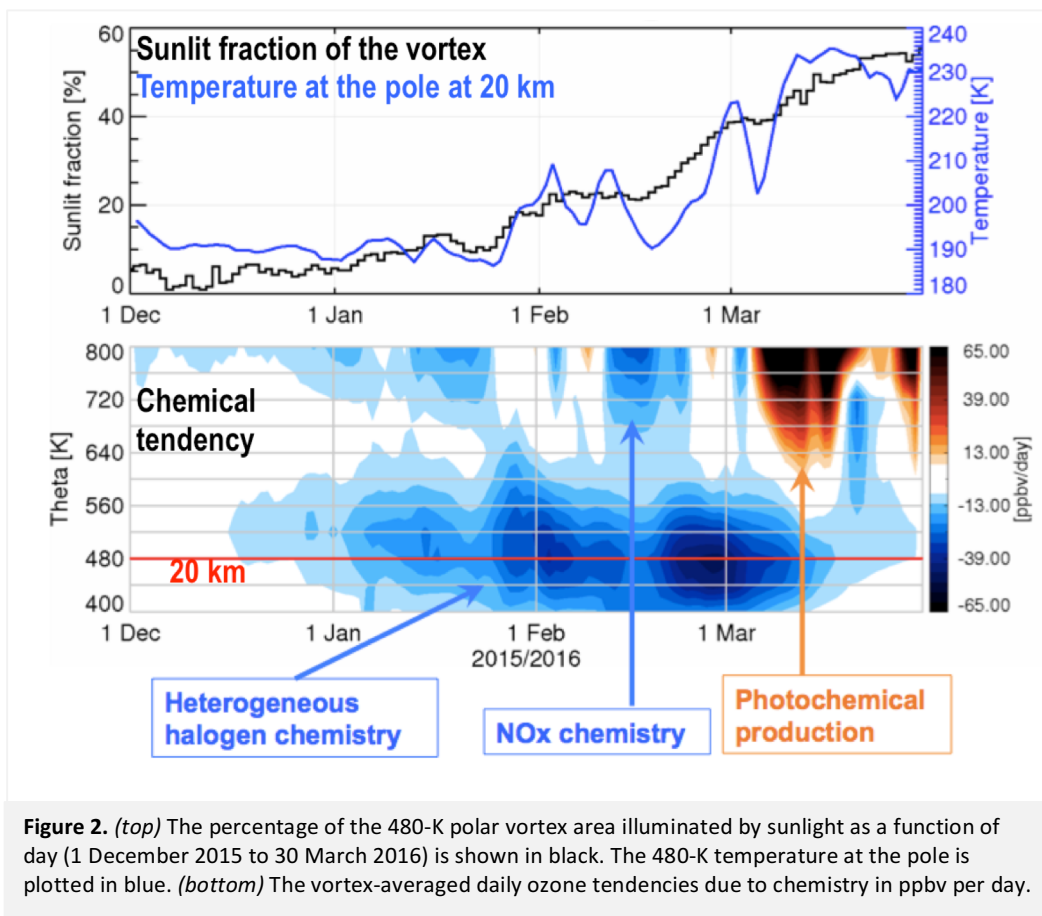 Sunlit fraction of the vortex
Temperature at the pole at 20 km
Sunlit fraction [%]
60
40
20
0
Temperature [K]
240
230
220
210
200
190
180
1 Dec
1 Jan
1 Feb
1 Mar
Chemical
tendency
Theta [K]
800
720
640
560
480
400
20 km
65.00
39.00
13.00
-13.00
-39.00
-65.00
[ppbv/day]
1 Dec
1 Jan
1 Feb
1 Mar
2015/2016
Heterogeneous
halogen chemistry
NOx chemistry
Photochemical
production
Figure 2. (top) The percentage of the 480-K polar vortex area illuminated by sunlight as a function of
day (1 December 2015 to 30 March 2016) is shown in black. The 480-K temperature at the pole is
plotted in blue. (bottom) The vortex-averaged daily ozone tendencies due to chemistry in ppbv per day.